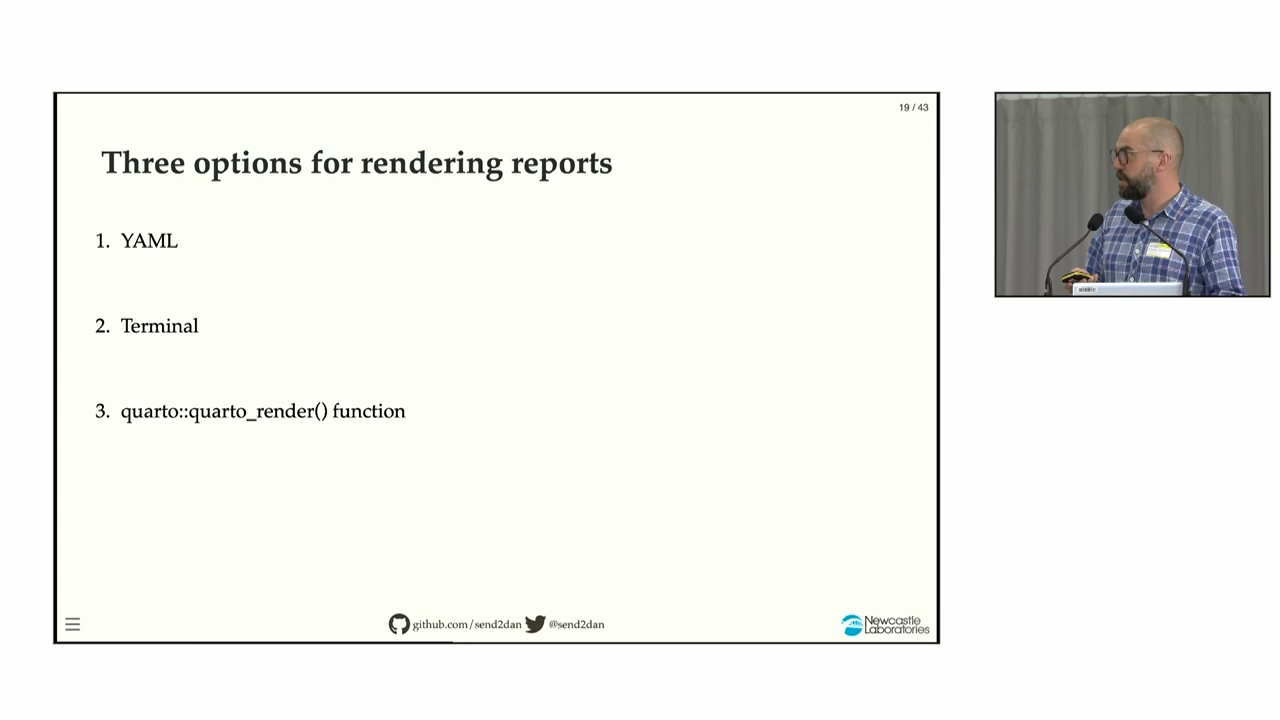 19 / 43
Three options for rendering reports
1. YAML
2. Terminal
3. quarto::quarto_render() function
github.com/send2dan @send2dan
Newcastle
Laboratories